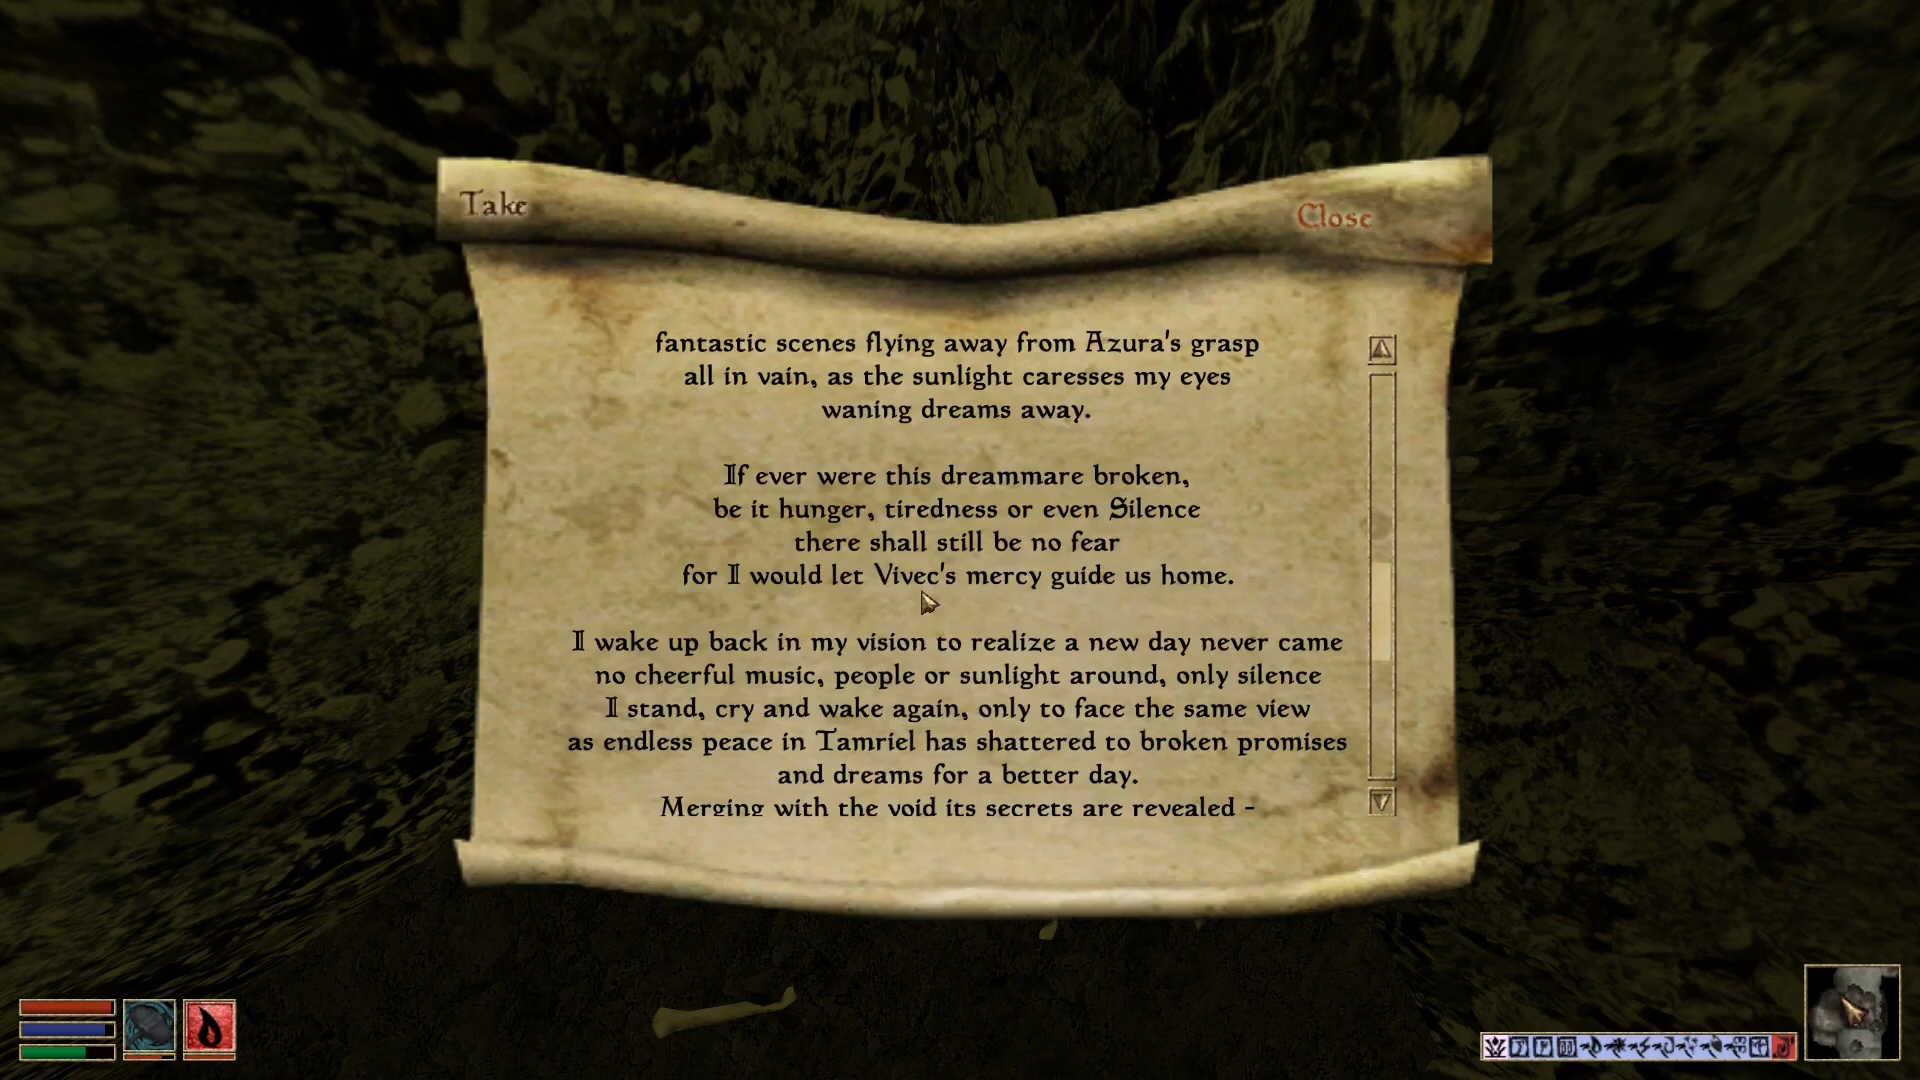 Take
Close
fantastic scenes flying away from Azura's grasp
all in vain, as the sunlight caresses my eyes
waning dreams away.
If ever were this dreammare broken,
be it hunger, tiredness or even Silence
there shall still be no fear
for I would let Vivec's mercy guide us home.
I wake up back in my vision to realize a new day never came
no cheerful music, people or sunlight around, only silence
I stand, cry and wake again, only to face the same view
as endless peace in Tamriel has shattered to broken promises
and dreams for a better day.
Merging with the void its secrets are revealed -